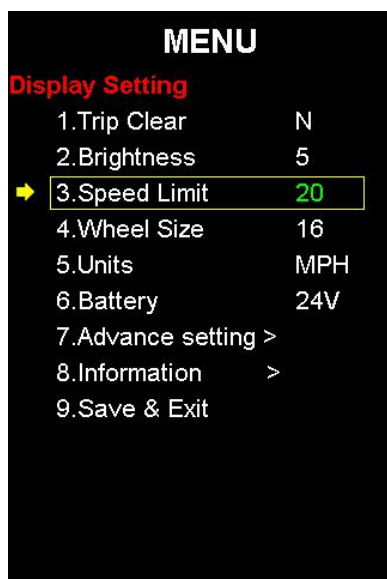 MENU
Display Setting
1.Trip Clear N
2.Brightness 5
3.Speed Limit 20
4.Wheel Size 16
5.Units MPH
6.Battery 24V
7.Advance setting >
8.Information >
9.Save & Exit